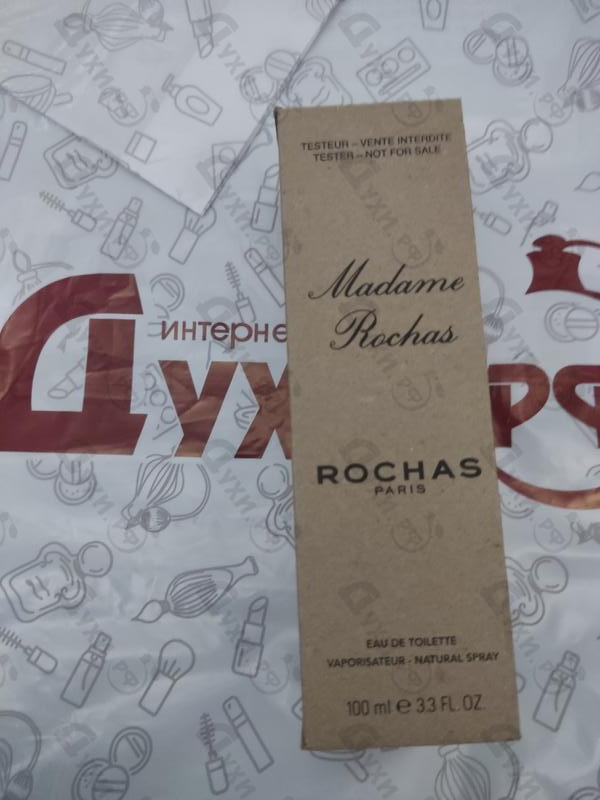 TESTEUR – VENTE INTERDITE
TESTER – NOT FOR SALE
Madame
Rochas
интерне
Духи
РФ
ROCHAS
PARIS
EAU DE TOILETTE
VAPORISATEUR - NATURAL SPRAY
100 ml e 3.3 FL. OZ.